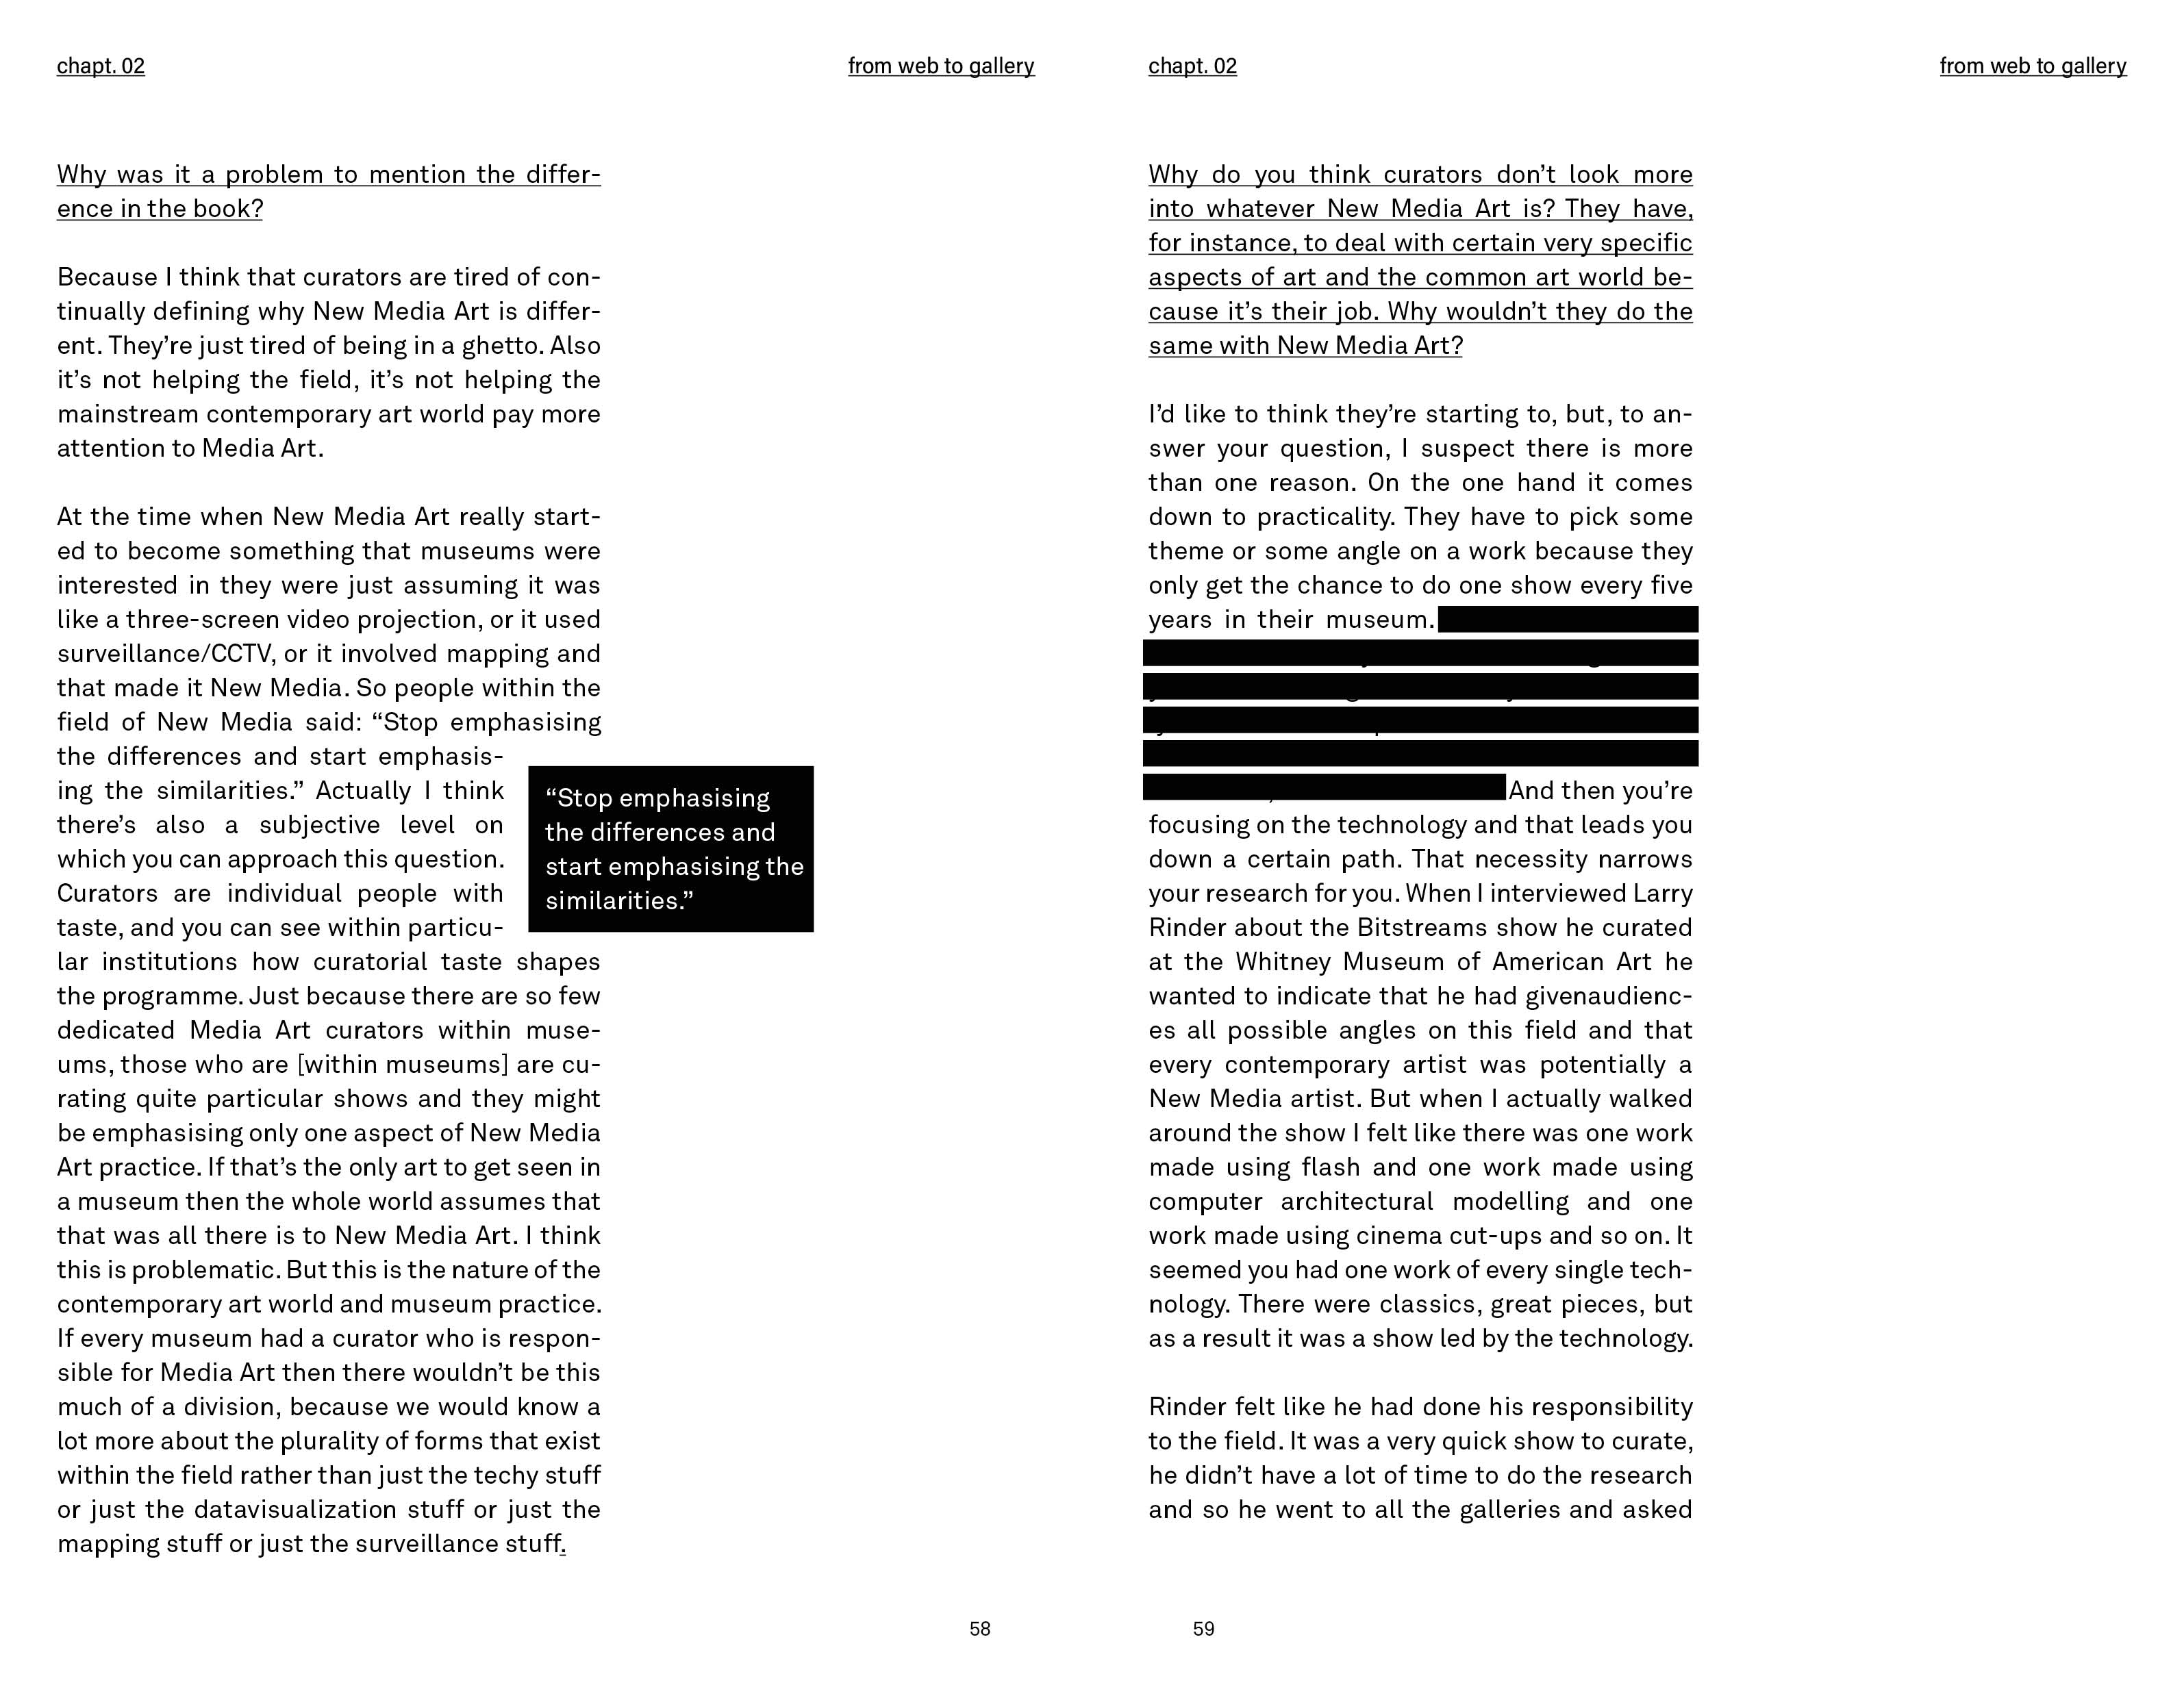 chapt. 02
from web to gallery
Why was it a problem to mention the differ-
ence in the book?
Because I think that curators are tired of con-
tinually defining why New Media Art is differ-
ent. They’re just tired of being in a ghetto. Also
it’s not helping the field, it’s not helping the
mainstream contemporary art world pay more
attention to Media Art.
At the time when New Media Art really start-
ed to become something that museums were
interested in they were just assuming it was
like a three-screen video projection, or it used
surveillance/CCTV, or it involved mapping and
that made it New Media. So people within the
field of New Media said: “Stop emphasising
the differences and start emphasis-
ing the similarities.” Actually I think
there’s also a subjective level on
which you can approach this question.
Curators are individual people with
taste, and you can see within particu-
lar institutions how curatorial taste shapes
the programme. Just because there are so few
dedicated Media Art curators within muse-
ums, those who are [within museums] are cu-
rating quite particular shows and they might
be emphasising only one aspect of New Media
Art practice. If that’s the only art to get seen in
a museum then the whole world assumes that
that was all there is to New Media Art. I think
this is problematic. But this is the nature of the
contemporary art world and museum practice.
If every museum had a curator who is respon-
sible for Media Art then there wouldn’t be this
much of a division, because we would know a
lot more about the plurality of forms that exist
within the field rather than just the techy stuff
or just the datavisualization stuff or just the
mapping stuff or just the surveillance stuff.
“Stop emphasising
the differences and
start emphasising the
similarities.”
58
chapt. 02
from web to gallery
Why do you think curators don’t look more
into whatever New Media Art is? They have,
for instance, to deal with certain very specific
aspects of art and the common art world be-
cause it’s their job. Why wouldn’t they do the
same with New Media Art?
I’d like to think they’re starting to, but, to an-
swer your question, I suspect there is more
than one reason. On the one hand it comes
down to practicality. They have to pick some
theme or some angle on a work because they
only get the chance to do one show every five
years in their museum.
And then you’re
focusing on the technology and that leads you
down a certain path. That necessity narrows
your research for you. When I interviewed Larry
Rinder about the Bitstreams show he curated
at the Whitney Museum of American Art he
wanted to indicate that he had givenaudienc-
es all possible angles on this field and that
every contemporary artist was potentially a
New Media artist. But when I actually walked
around the show I felt like there was one work
made using flash and one work made using
computer architectural modelling and one
work made using cinema cut-ups and so on. It
seemed you had one work of every single tech-
nology. There were classics, great pieces, but
as a result it was a show led by the technology.
Rinder felt like he had done his responsibility
to the field. It was a very quick show to curate,
he didn’t have a lot of time to do the research
and so he went to all the galleries and asked
59